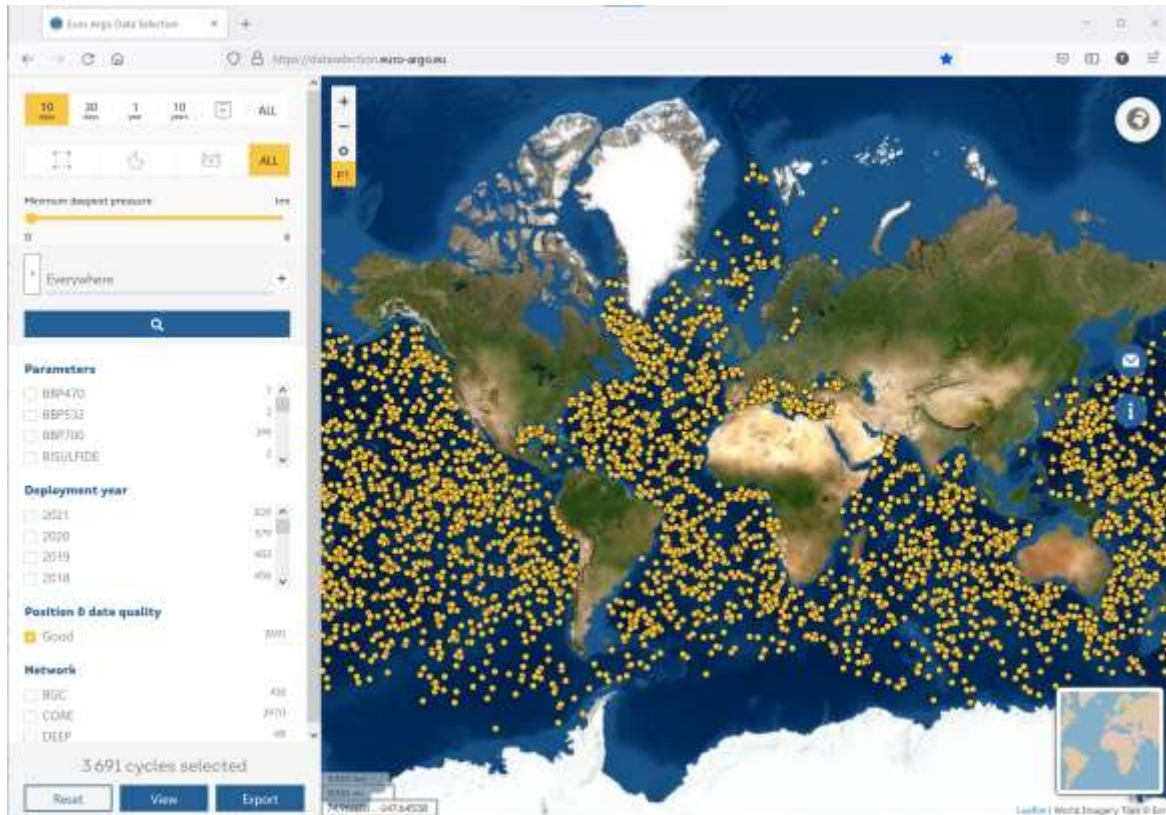 Euro Argo Data Selection
https://dataselection.euro-argo.eu
10 days
30 days
1 year
10 years
ALL
ALL
Minimum deepest pressure
0
Everywhere
Parameters
BBP470
BBP532
BBP700
BISULFIDE
Deployment year
2021
2020
2019
2018
Position & date quality
Good 3691
Network
BGC
CORE
DEEP
3 691 cycles selected
Reset
View
Export
Leaflet | World Imagery